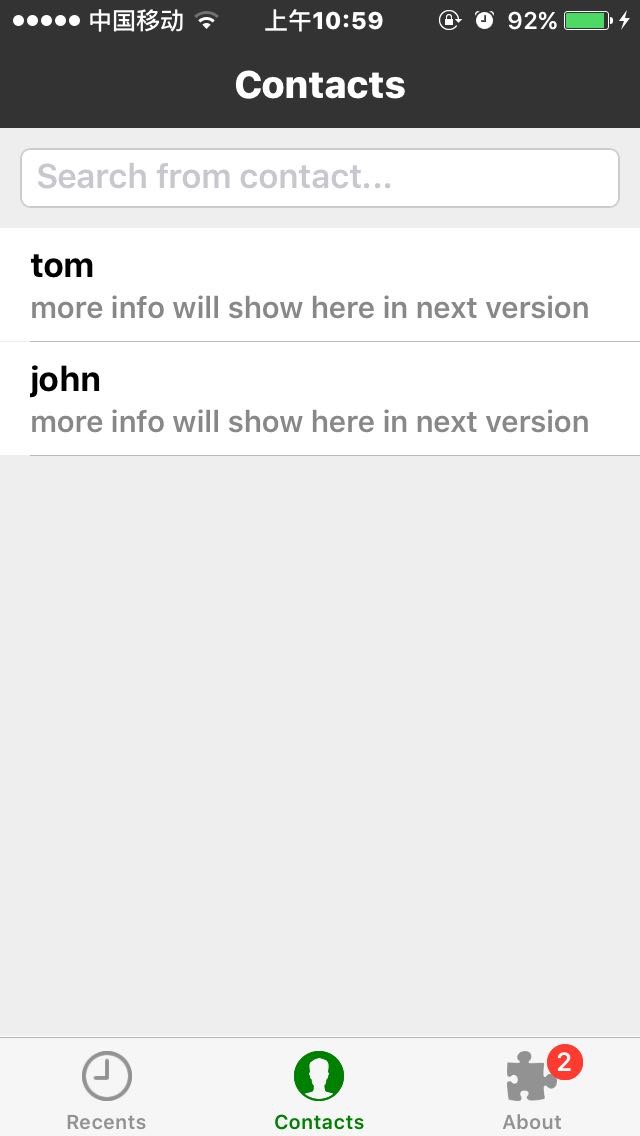 中国移动 上午10:59 92%
Contacts
Search from contact...
tom
more info will show here in next version
john
more info will show here in next version
2
Recents Contacts About